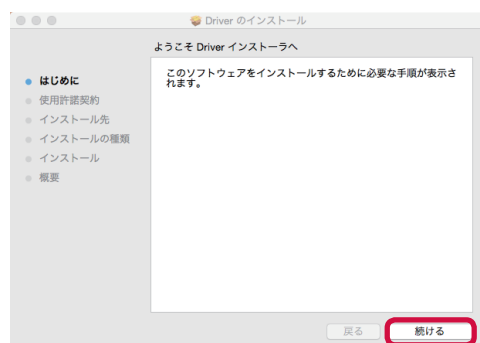 Driver のインストール
ようこそ Driver インストーラへ
はじめに
使用許諾契約
インストール先
インストールの種類
インストール
概要
このソフトウェアをインストールするために必要な手順が表示さ
れます。
戻る
続ける